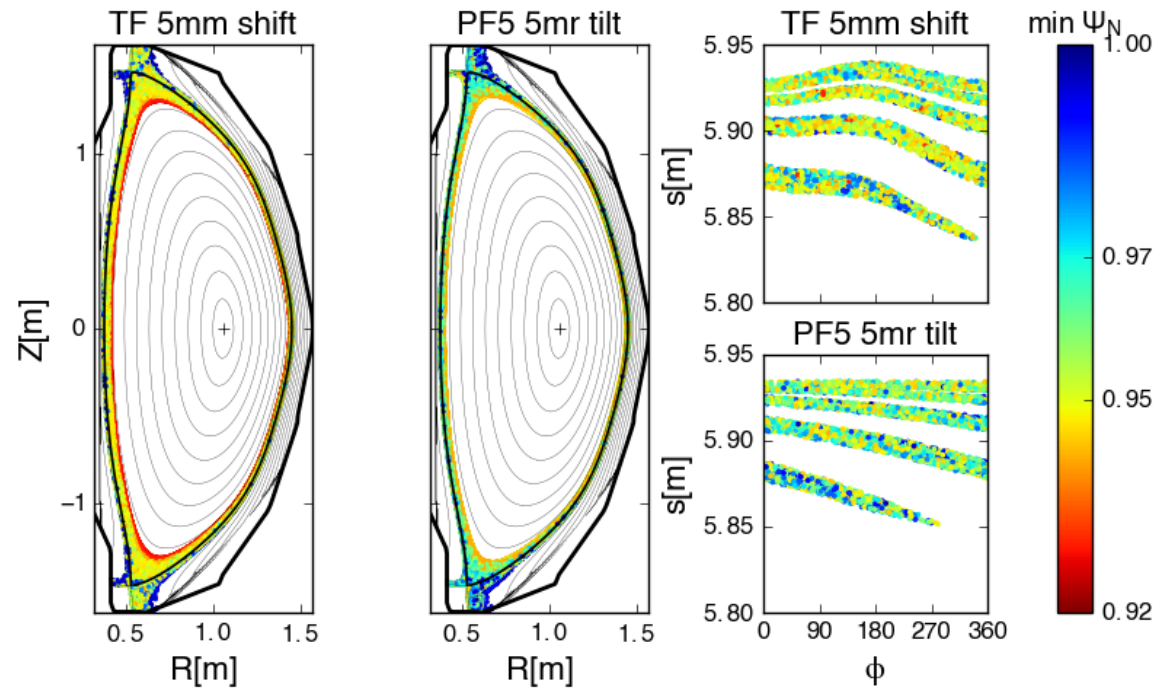 TF 5mm shift
PF5 5mr tilt
TF 5mm shift
min Ψ_N
Z[m]
1
0
−1
0.5
1.0
1.5
R[m]
0.5
1.0
1.5
R[m]
s[m]
5.95
5.90
5.85
5.80
PF5 5mr tilt
s[m]
5.95
5.90
5.85
5.80
0
90
180
270
360
ϕ
1.00
0.97
0.95
0.92